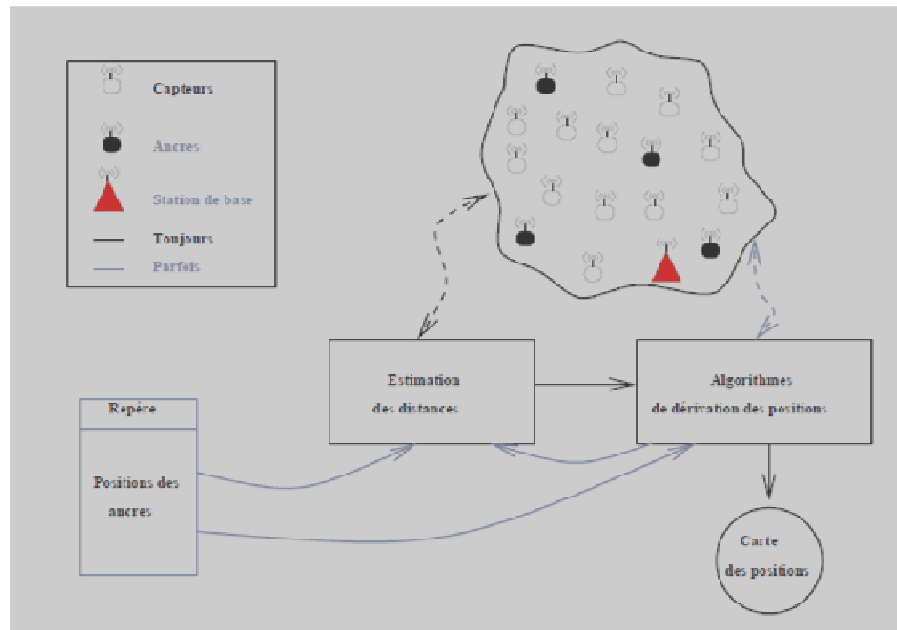 Capteurs
Ancres
Station de base
Toujours
Parfois
Estimation
des distances
Algorithmes
de dérivation des positions
Repère
Positions des
ancres
Carte
des positions